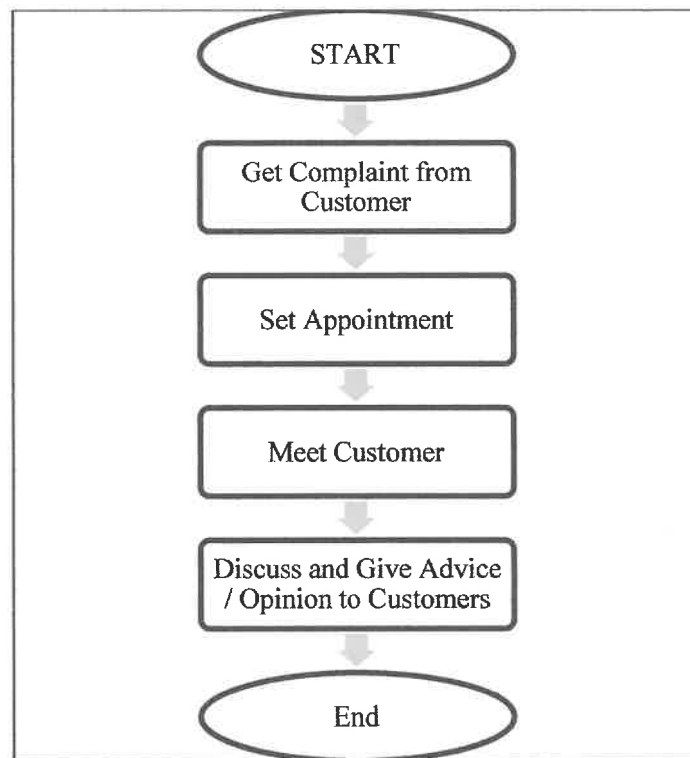 START
Get Complaint from
Customer
Set Appointment
Meet Customer
Discuss and Give Advice
/ Opinion to Customers
End